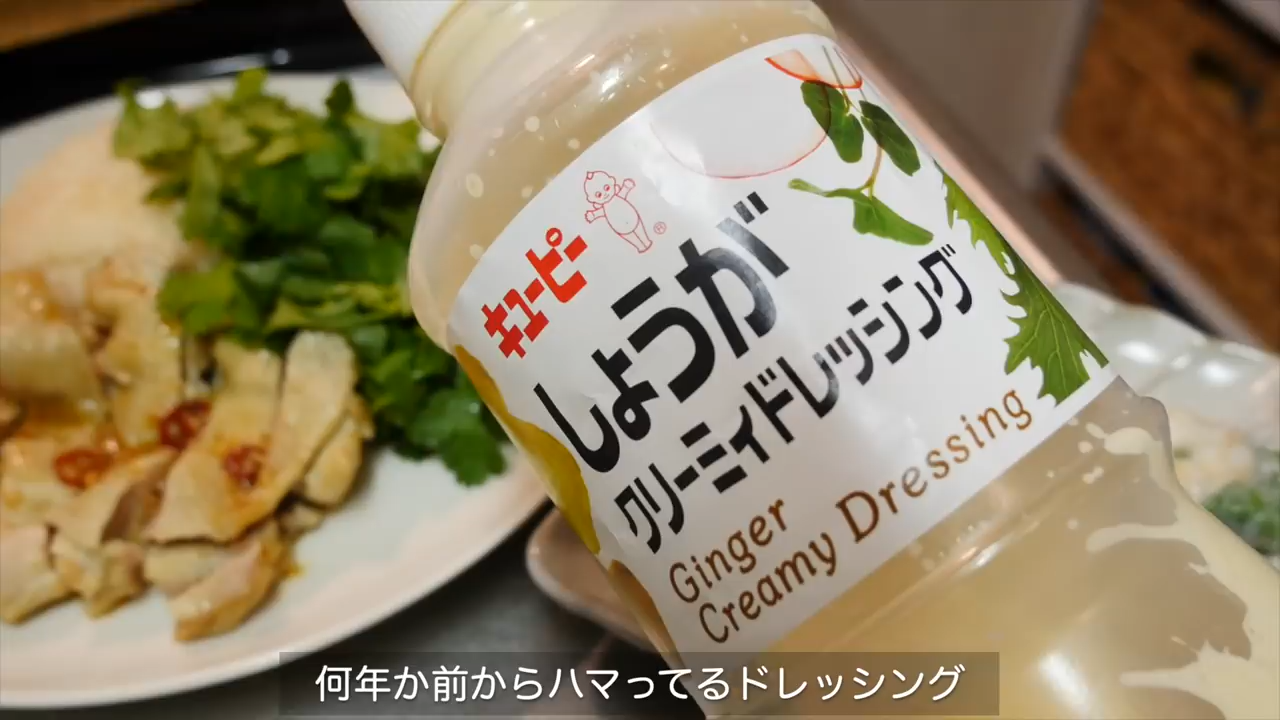 キユーピー
®
しょうが
クリーミィドレッシング
Ginger
Creamy Dressing
何年か前からハマってるドレッシング